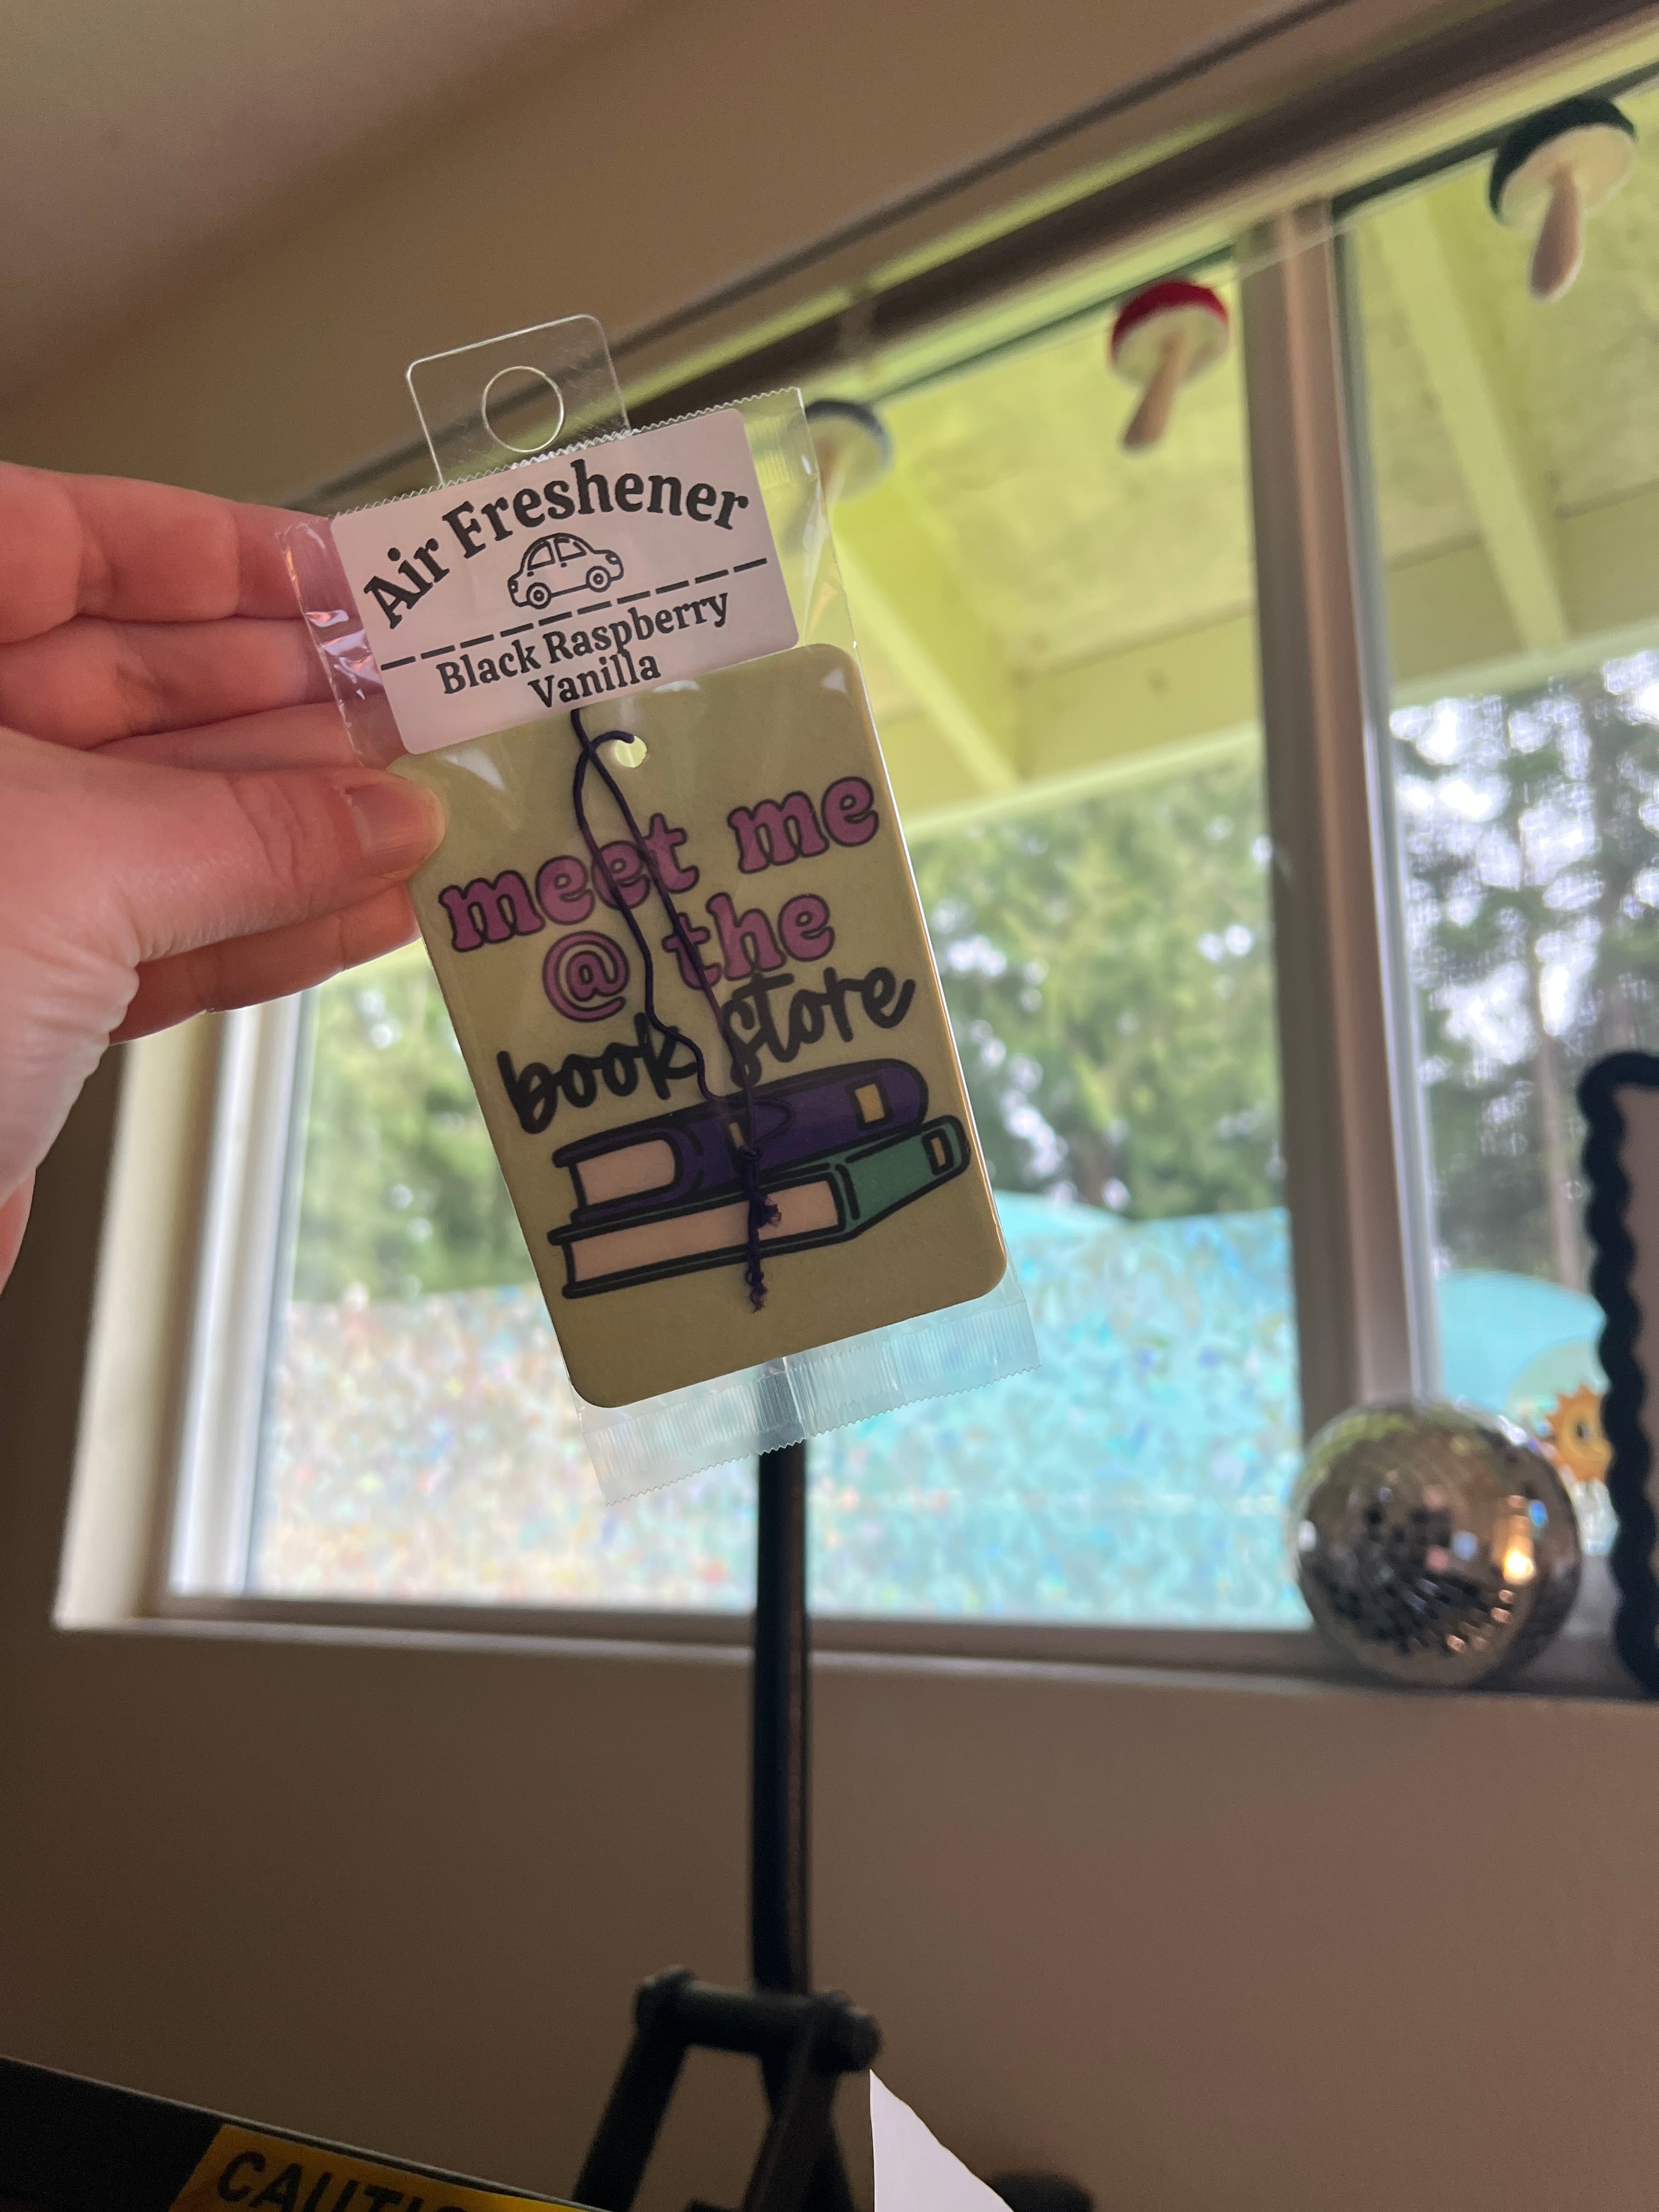 Air Freshener
Black Raspberry
Vanilla
meet me
@ the
book store